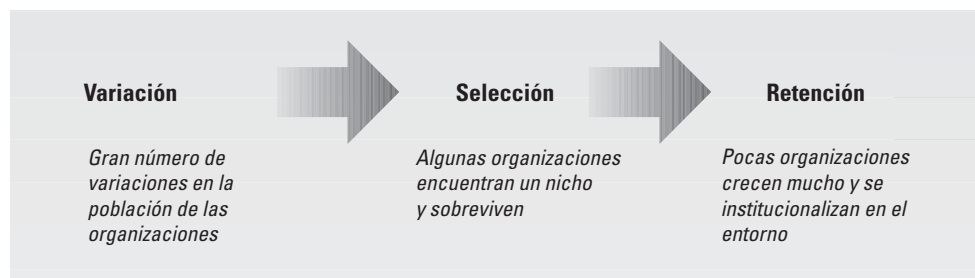 Variación
Selección
Retención
Gran número de
variaciones en la
población de las
organizaciones
Algunas organizaciones
encuentran un nicho
y sobreviven
Pocas organizaciones
crecen mucho y se
institucionalizan en el
entorno